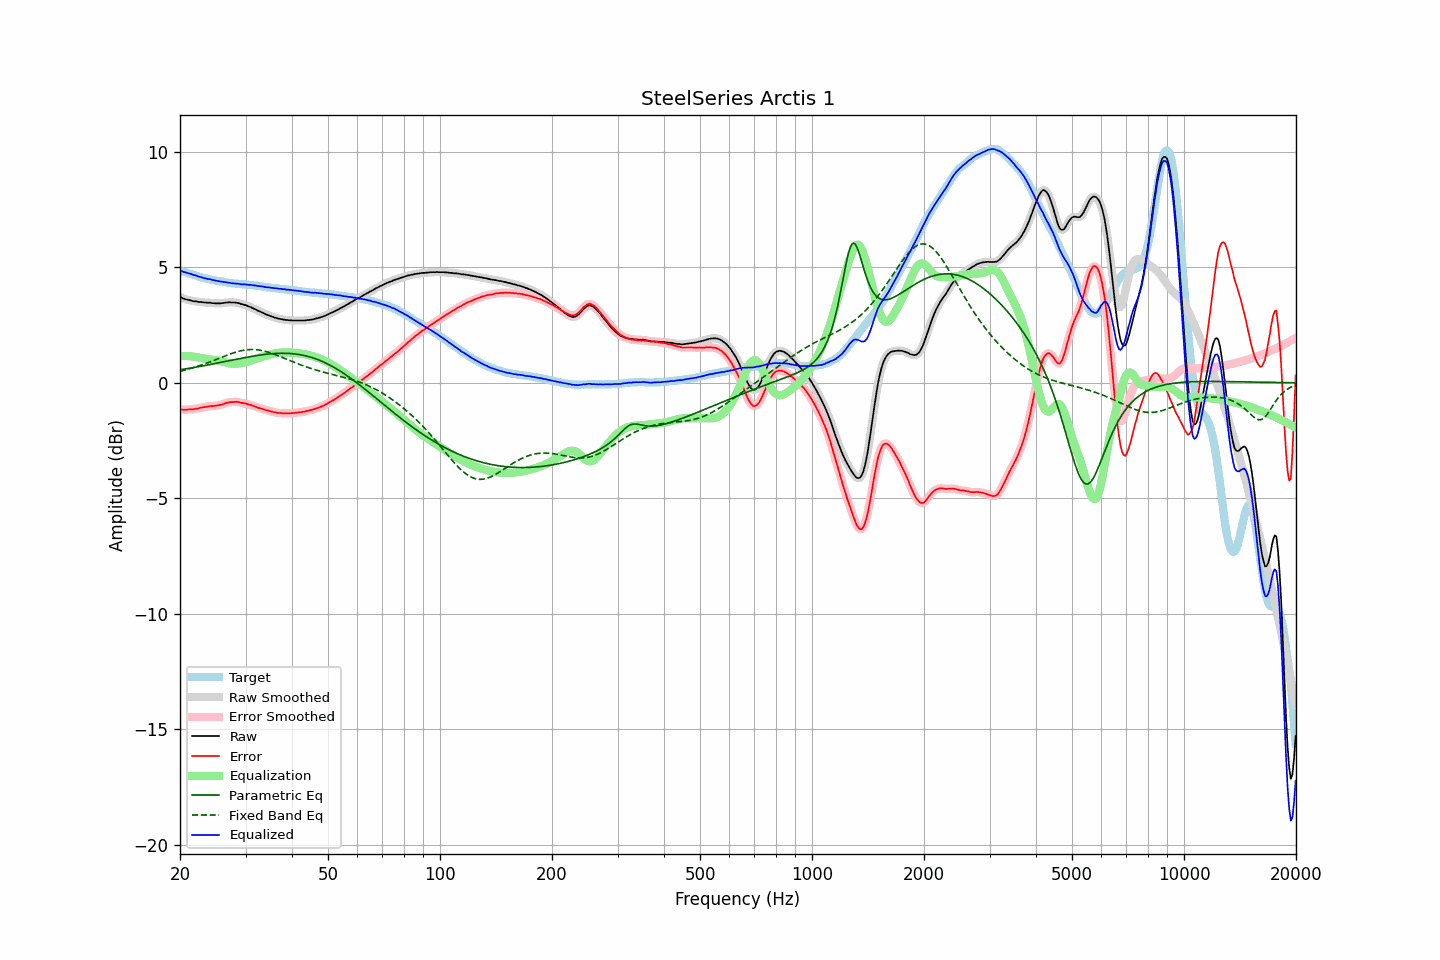 SteelSeries Arctis 1
Amplitude (dBr)
10
5
0
−5
−10
−15
−20
Target
Raw Smoothed
Error Smoothed
Raw
Error
Equalization
Parametric Eq
Fixed Band Eq
Equalized
20 50 100 200 500 1000 2000 5000 10000 20000
Frequency (Hz)